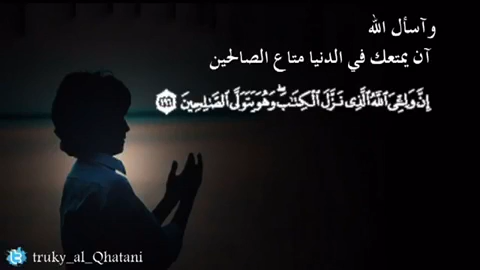 وآسأل الله
آن يمتعك في الدنيا متاع الصالحين
إِنَّ وَلِـِّۧيَ ٱللَّهُ ٱلَّذِي نَزَّلَ ٱلۡكِتَٰبَۖ وَهُوَ يَتَوَلَّى ٱلصَّٰلِحِينَ ١٩٦
truky_al_Qhatani